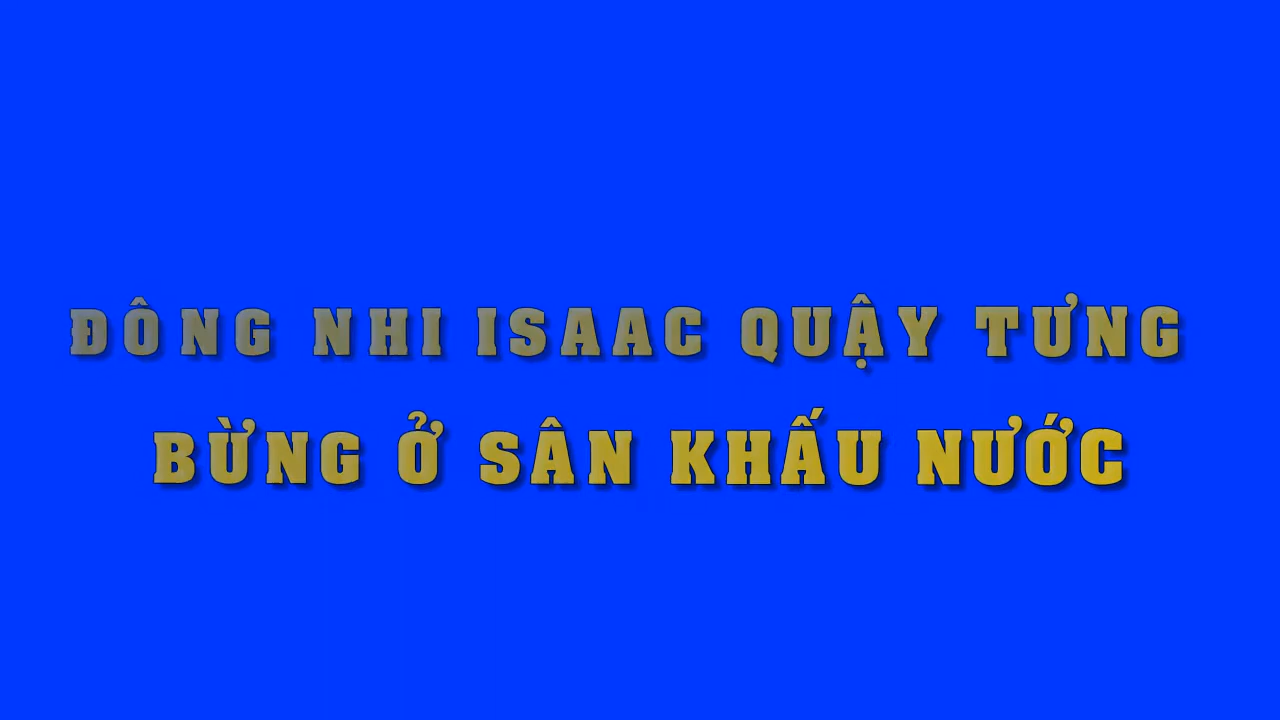 ĐÔNG NHI ISAAC QUẬY TƯNG
BỪNG Ở SÂN KHẤU NƯỚC